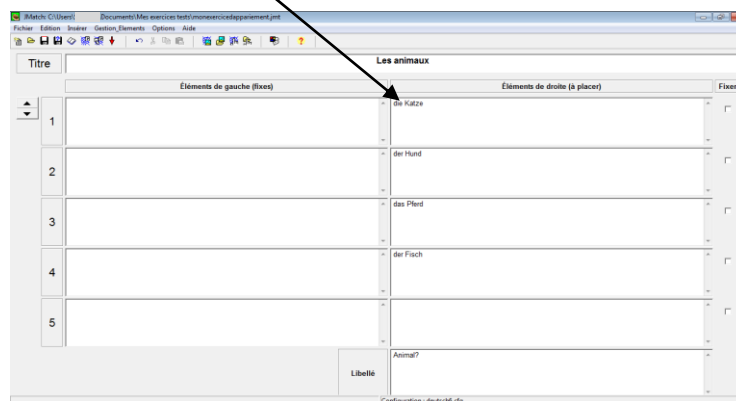 JMatch: C:\Users\ Documents\Mes exercices tests\monexercicedappariement.jmt
Fichier Edition Insérer Gestion_Elements Options Aide
Titre Les animaux
Éléments de gauche (fixes) Éléments de droite (à placer) Fixer
1 die Katze
2 der Hund
3 das Pferd
4 der Fisch
5
Libellé Animal?